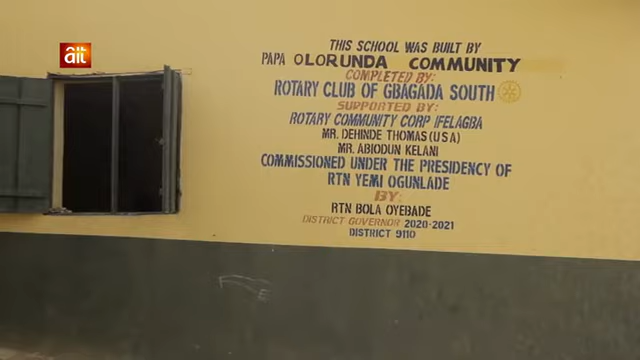 ait
THIS SCHOOL WAS BUILT BY
PAPA OLORUNDA COMMUNITY
COMPLETED BY:
ROTARY CLUB OF GBAGADA SOUTH
SUPPORTED BY:
ROTARY COMMUNITY CORP IFELAGBA
MR. DEHINDE THOMAS (USA)
MR. ABIODUN KELANI
COMMISSIONED UNDER THE PRESIDENCY OF
RTN YEMI OGUNLADE
BY:
RTN BOLA OYEBADE
DISTRICT GOVERNOR 2020-2021
DISTRICT 9110